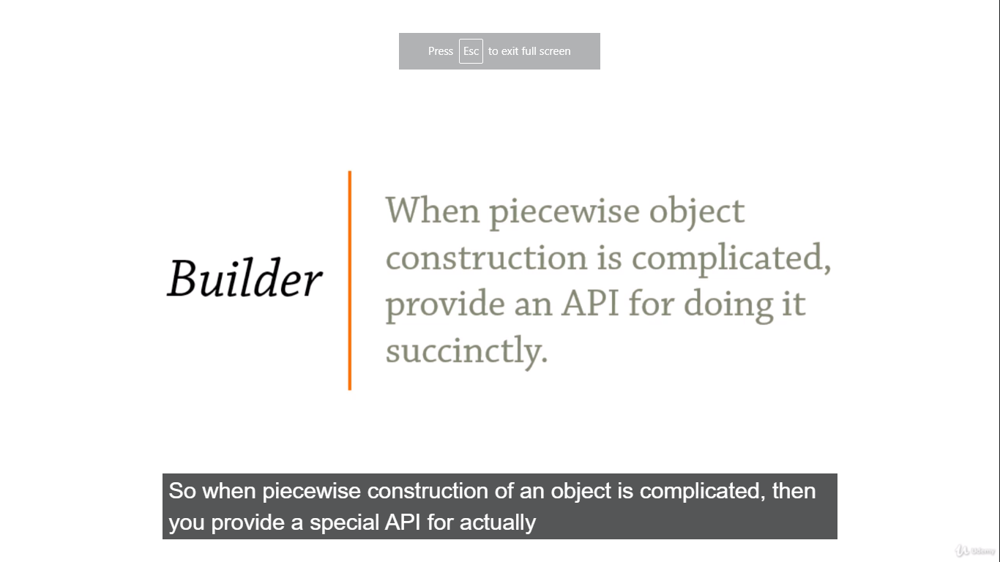 Press Esc to exit full screen
Builder
When piecewise object
construction is complicated,
provide an API for doing it
succinctly.
So when piecewise construction of an object is complicated, then
you provide a special API for actually
Udemy